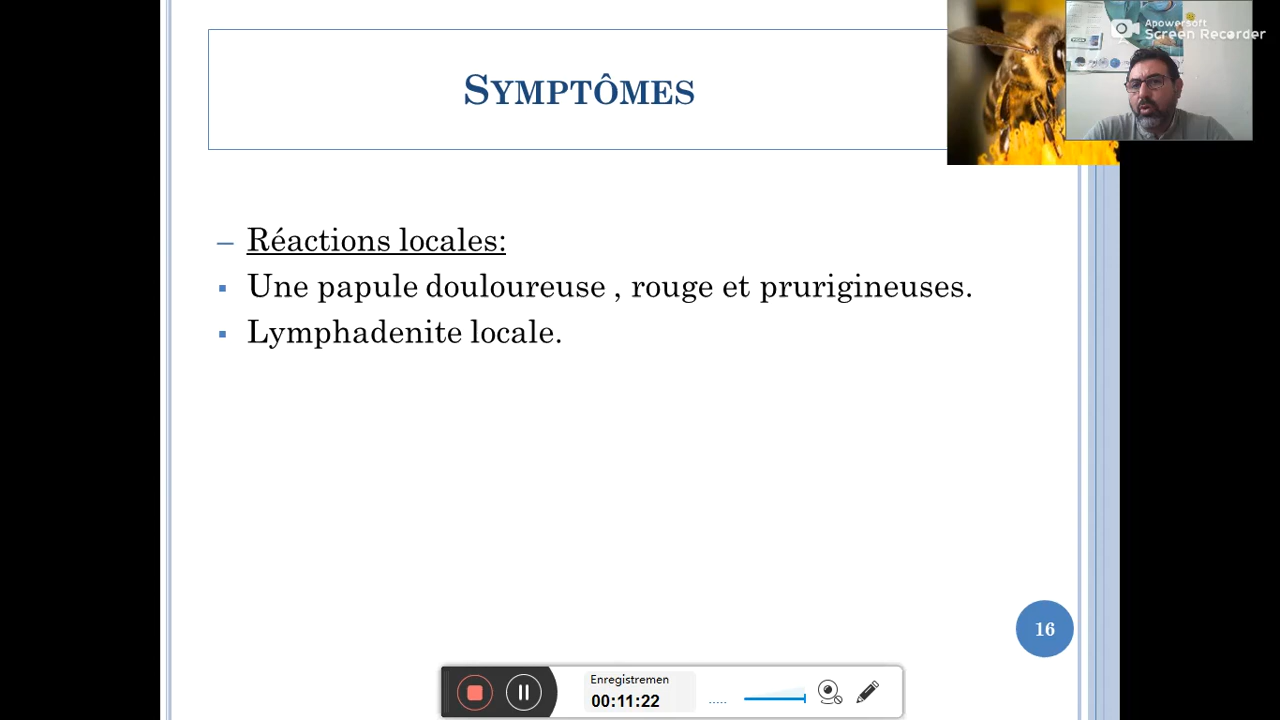 SYMPTÔMES
Apowersoft
Screen Recorder
– Réactions locales:
▪ Une papule douloureuse , rouge et prurigineuses.
▪ Lymphadenite locale.
16
Enregistremen
00:11:22